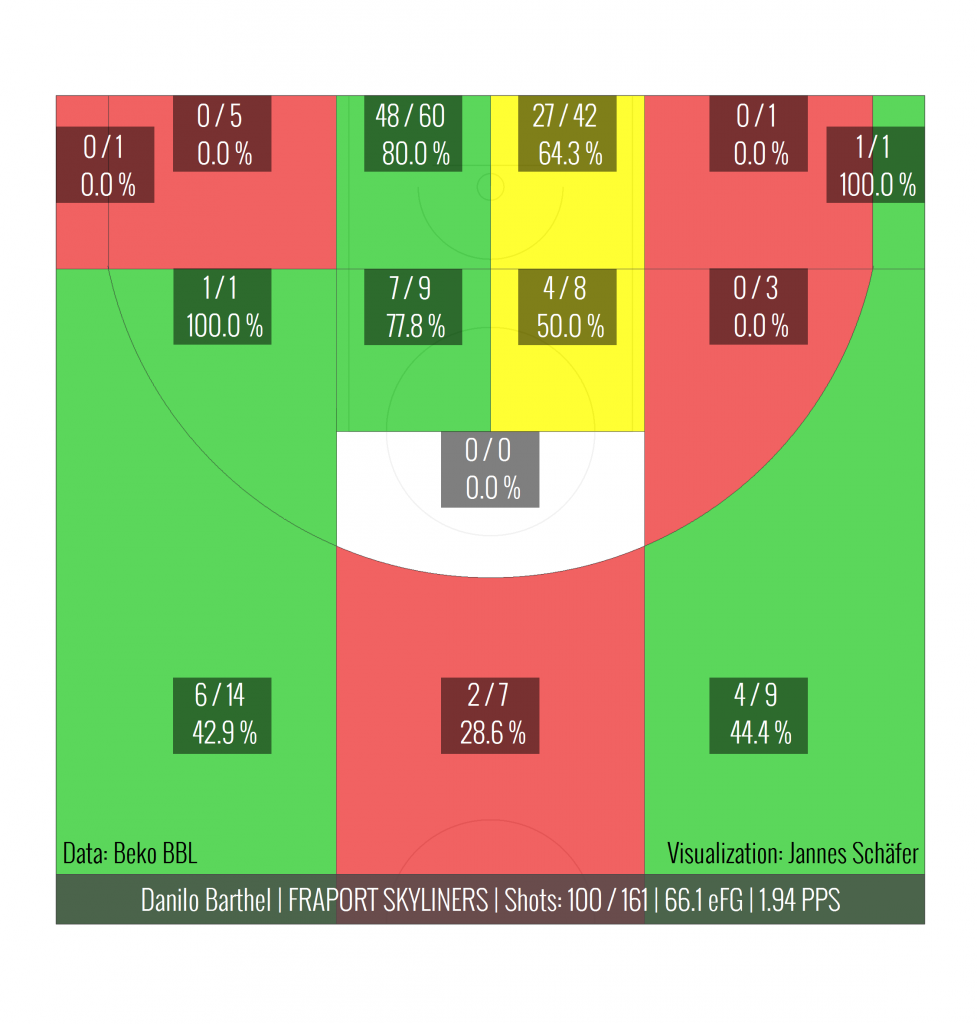 0 / 5
0.0 %
48 / 60
80.0 %
27 / 42
64.3 %
0 / 1
0.0 %
0 / 1
0.0 %
1 / 1
100.0 %
1 / 1
100.0 %
7 / 9
77.8 %
4 / 8
50.0 %
0 / 3
0.0 %
0 / 0
0.0 %
6 / 14
42.9 %
2 / 7
28.6 %
4 / 9
44.4 %
Data: Beko BBL
Visualization: Jannes Schäfer
Danilo Barthel | FRAPORT SKYLINERS | Shots: 100 / 161 | 66.1 eFG | 1.94 PPS